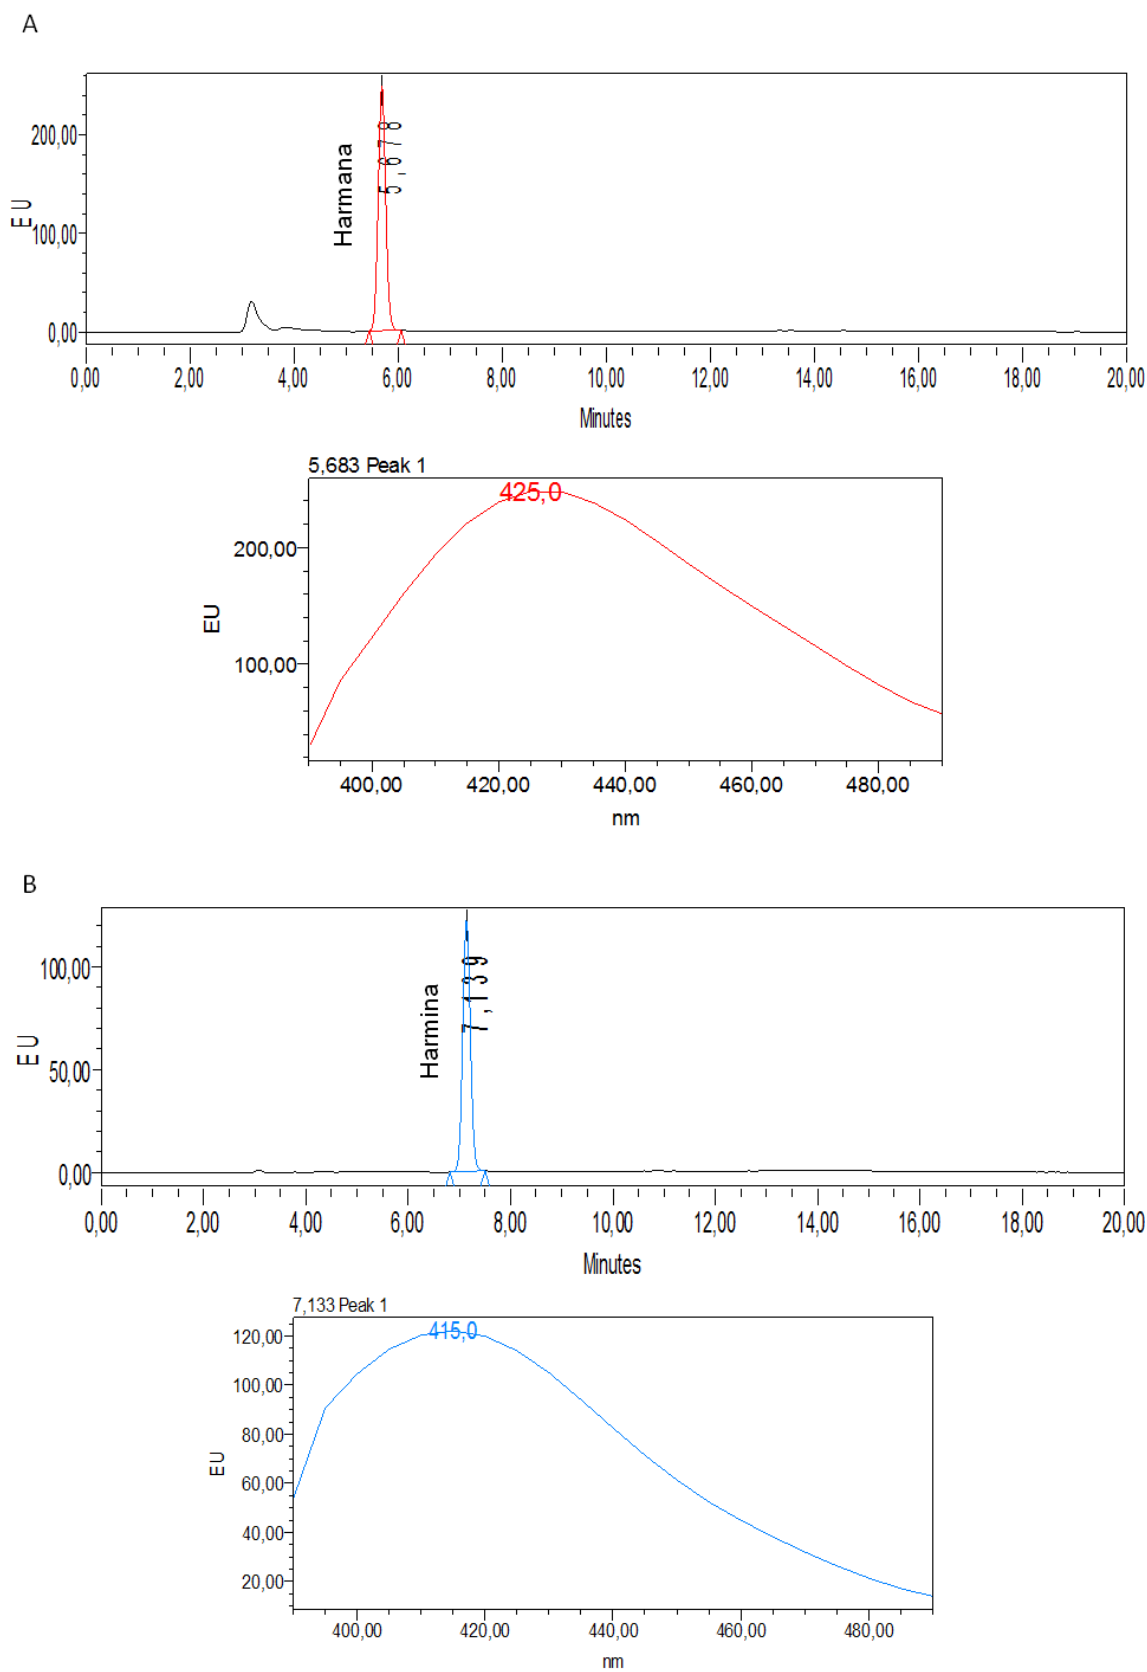 A
200,00
100,00
0,00
EU
Harmana
5,678
0,00 2,00 4,00 6,00 8,00 10,00 12,00 14,00 16,00 18,00 20,00
Minutes
5,683 Peak 1
425,0
200,00
100,00
EU
400,00 420,00 440,00 460,00 480,00
nm
B
100,00
50,00
0,00
EU
Harmina
7,139
0,00 2,00 4,00 6,00 8,00 10,00 12,00 14,00 16,00 18,00 20,00
Minutes
7,133 Peak 1
415,0
120,00
100,00
80,00
60,00
40,00
20,00
EU
400,00 420,00 440,00 460,00 480,00
nm